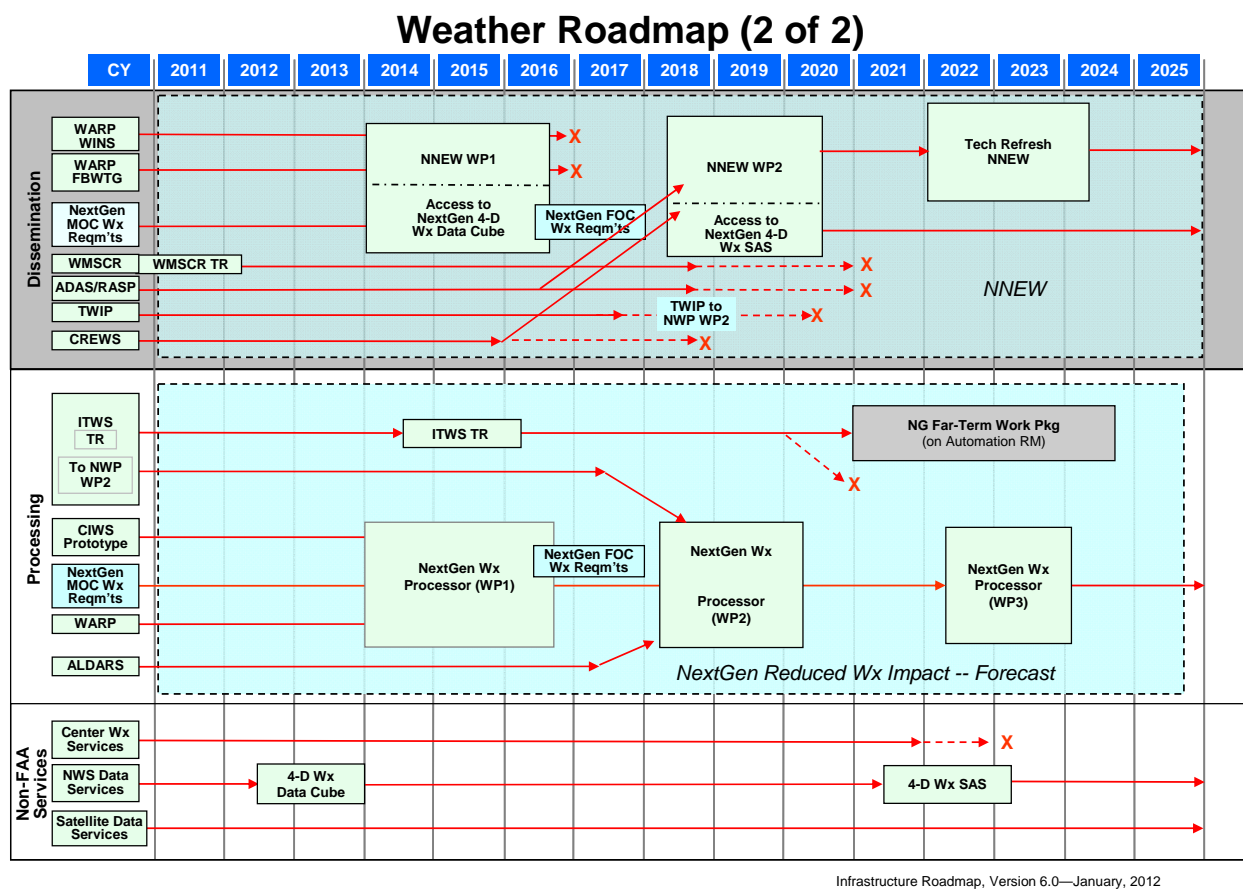 Weather Roadmap (2 of 2)
CY 2011 2012 2013 2014 2015 2016 2017 2018 2019 2020 2021 2022 2023 2024 2025
Dissemination
WARP
WINS
WARP
FBWTG
NextGen
MOC Wx
Reqm'ts
WMSCR
WMSCR TR
ADAS/RASP
TWIP
CREWS
NNEW WP1
Access to
NextGen 4-D
Wx Data Cube
X
X
NextGen FOC
Wx Reqm'ts
NNEW WP2
Access to
NextGen 4-D
Wx SAS
Tech Refresh
NNEW
X
X
TWIP to
NWP WP2
X
X
NNEW
Processing
ITWS
TR
To NWP
WP2
CIWS
Prototype
NextGen
MOC Wx
Reqm'ts
WARP
ALDARS
ITWS TR
NG Far-Term Work Pkg
(on Automation RM)
X
NextGen Wx
Processor (WP1)
NextGen FOC
Wx Reqm'ts
NextGen Wx
Processor
(WP2)
NextGen Wx
Processor
(WP3)
NextGen Reduced Wx Impact -- Forecast
Non-FAA
Services
Center Wx
Services
X
NWS Data
Services
4-D Wx
Data Cube
4-D Wx SAS
Satellite Data
Services
Infrastructure Roadmap, Version 6.0—January, 2012